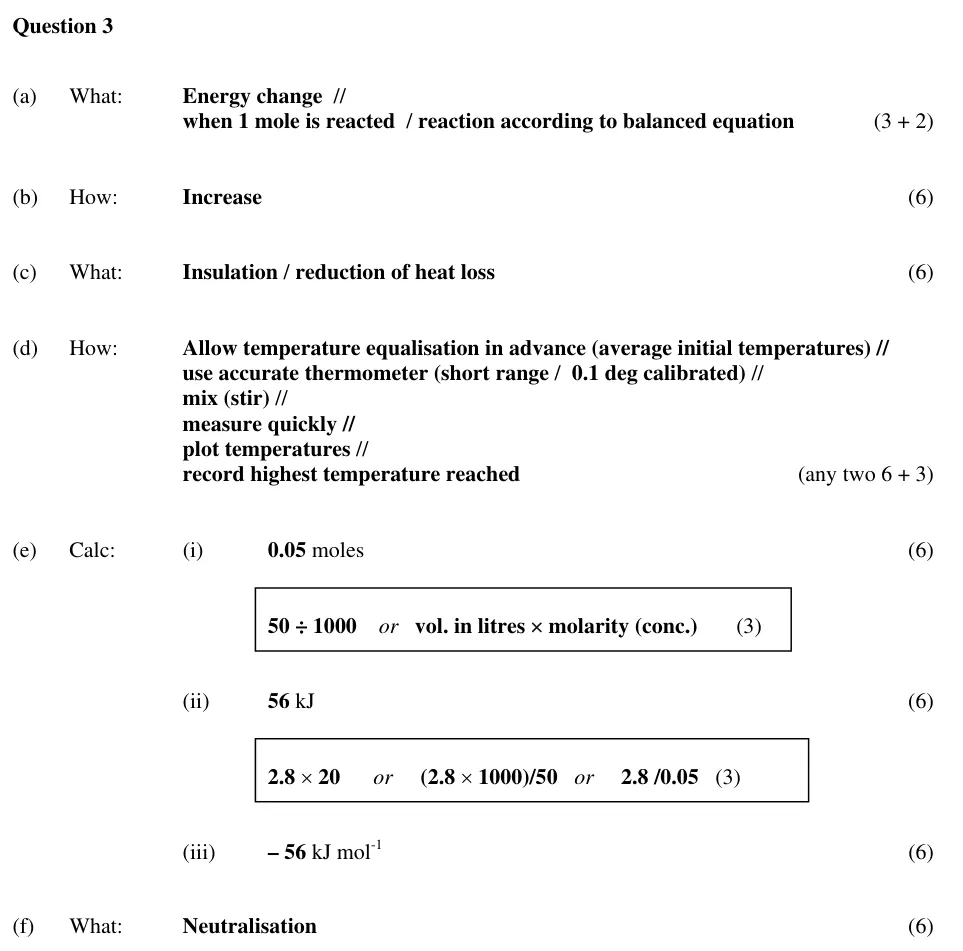 Question 3
(a) What: Energy change //
when 1 mole is reacted / reaction according to balanced equation (3 + 2)
(b) How: Increase (6)
(c) What: Insulation / reduction of heat loss (6)
(d) How: Allow temperature equalisation in advance (average initial temperatures) //
use accurate thermometer (short range / 0.1 deg calibrated) //
mix (stir) //
measure quickly //
plot temperatures //
record highest temperature reached (any two 6 + 3)
(e) Calc: (i) 0.05 moles (6)
50 ÷ 1000 or vol. in litres × molarity (conc.) (3)
(ii) 56 kJ (6)
2.8 × 20 or (2.8 × 1000)/50 or 2.8 /0.05 (3)
(iii) – 56 kJ mol⁻¹ (6)
(f) What: Neutralisation (6)